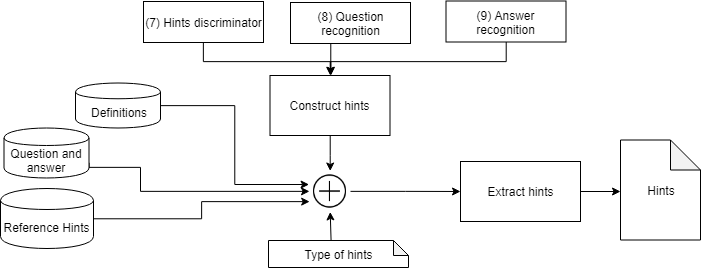 (7) Hints discriminator
(8) Question
recognition
(9) Answer
recognition
Construct hints
Definitions
Question and
answer
Reference Hints
Extract hints
Hints
Type of hints